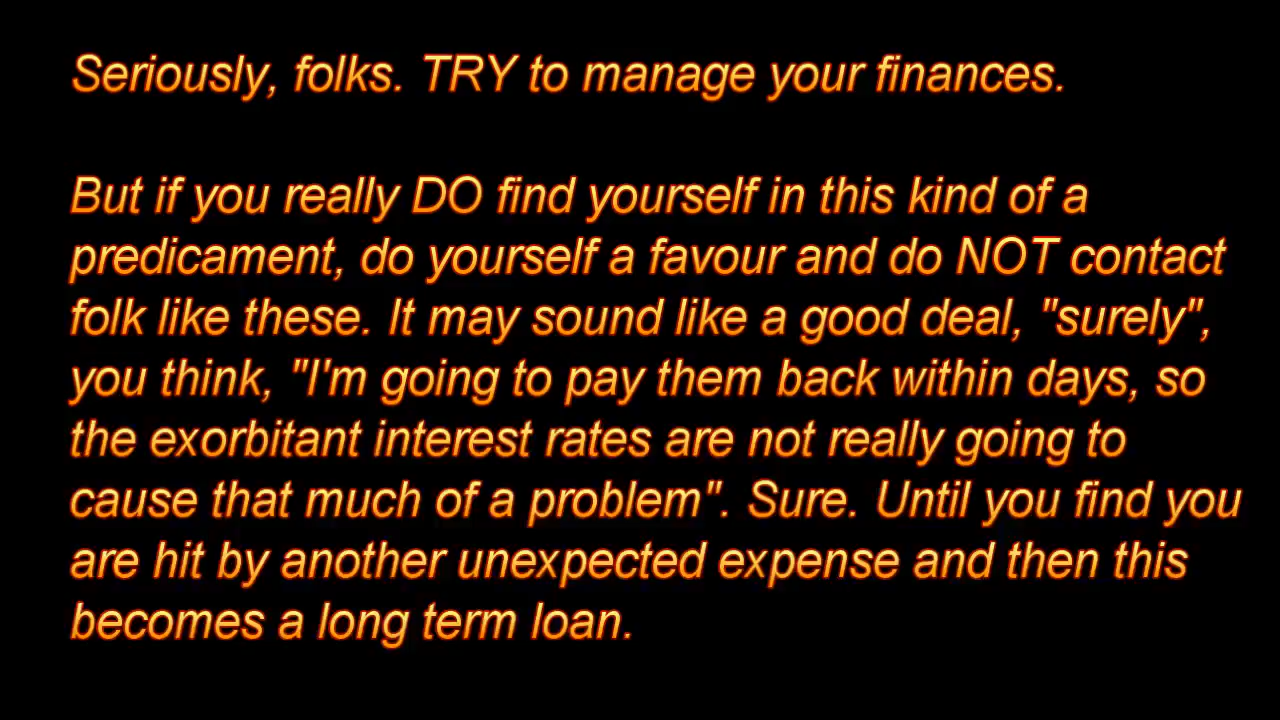 Seriously, folks. TRY to manage your finances.
But if you really DO find yourself in this kind of a
predicament, do yourself a favour and do NOT contact
folk like these. It may sound like a good deal, "surely",
you think, "I'm going to pay them back within days, so
the exorbitant interest rates are not really going to
cause that much of a problem". Sure. Until you find you
are hit by another unexpected expense and then this
becomes a long term loan.